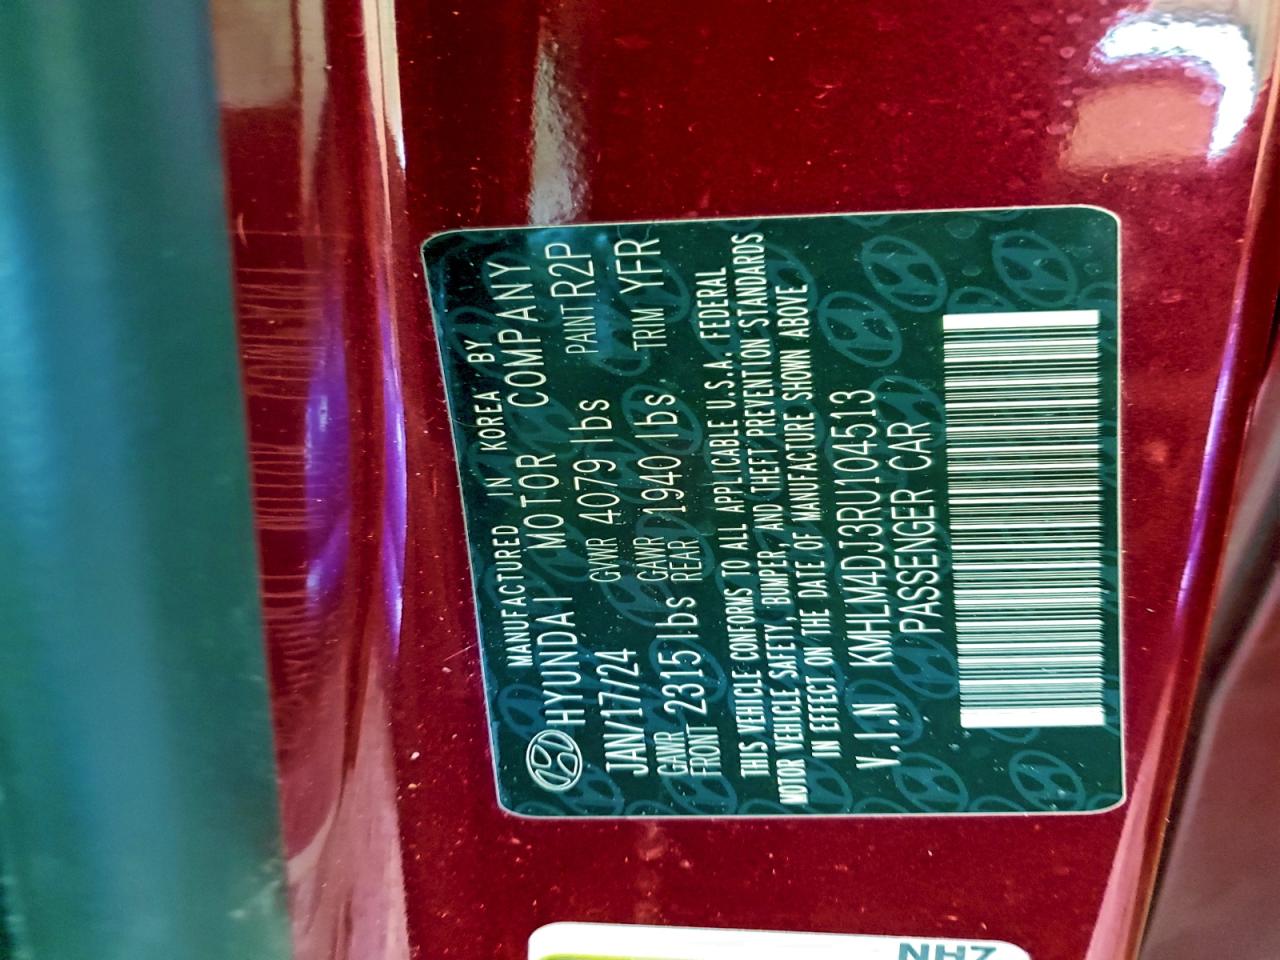 MANUFACTURED IN KOREA BY
HYUNDAI MOTOR COMPANY
JAN/17/24 GVWR 4079 lbs PAINT R2P
GAWR FRONT 2315 lbs GAWR REAR 1940 lbs. TRIM YFR
THIS VEHICLE CONFORMS TO ALL APPLICABLE U.S.A. FEDERAL
MOTOR VEHICLE SAFETY, BUMPER, AND THEFT PREVENTION STANDARDS
IN EFFECT ON THE DATE OF MANUFACTURE SHOWN ABOVE
V.I.N KMHLM4DJ3RU104513
PASSENGER CAR
NHZ